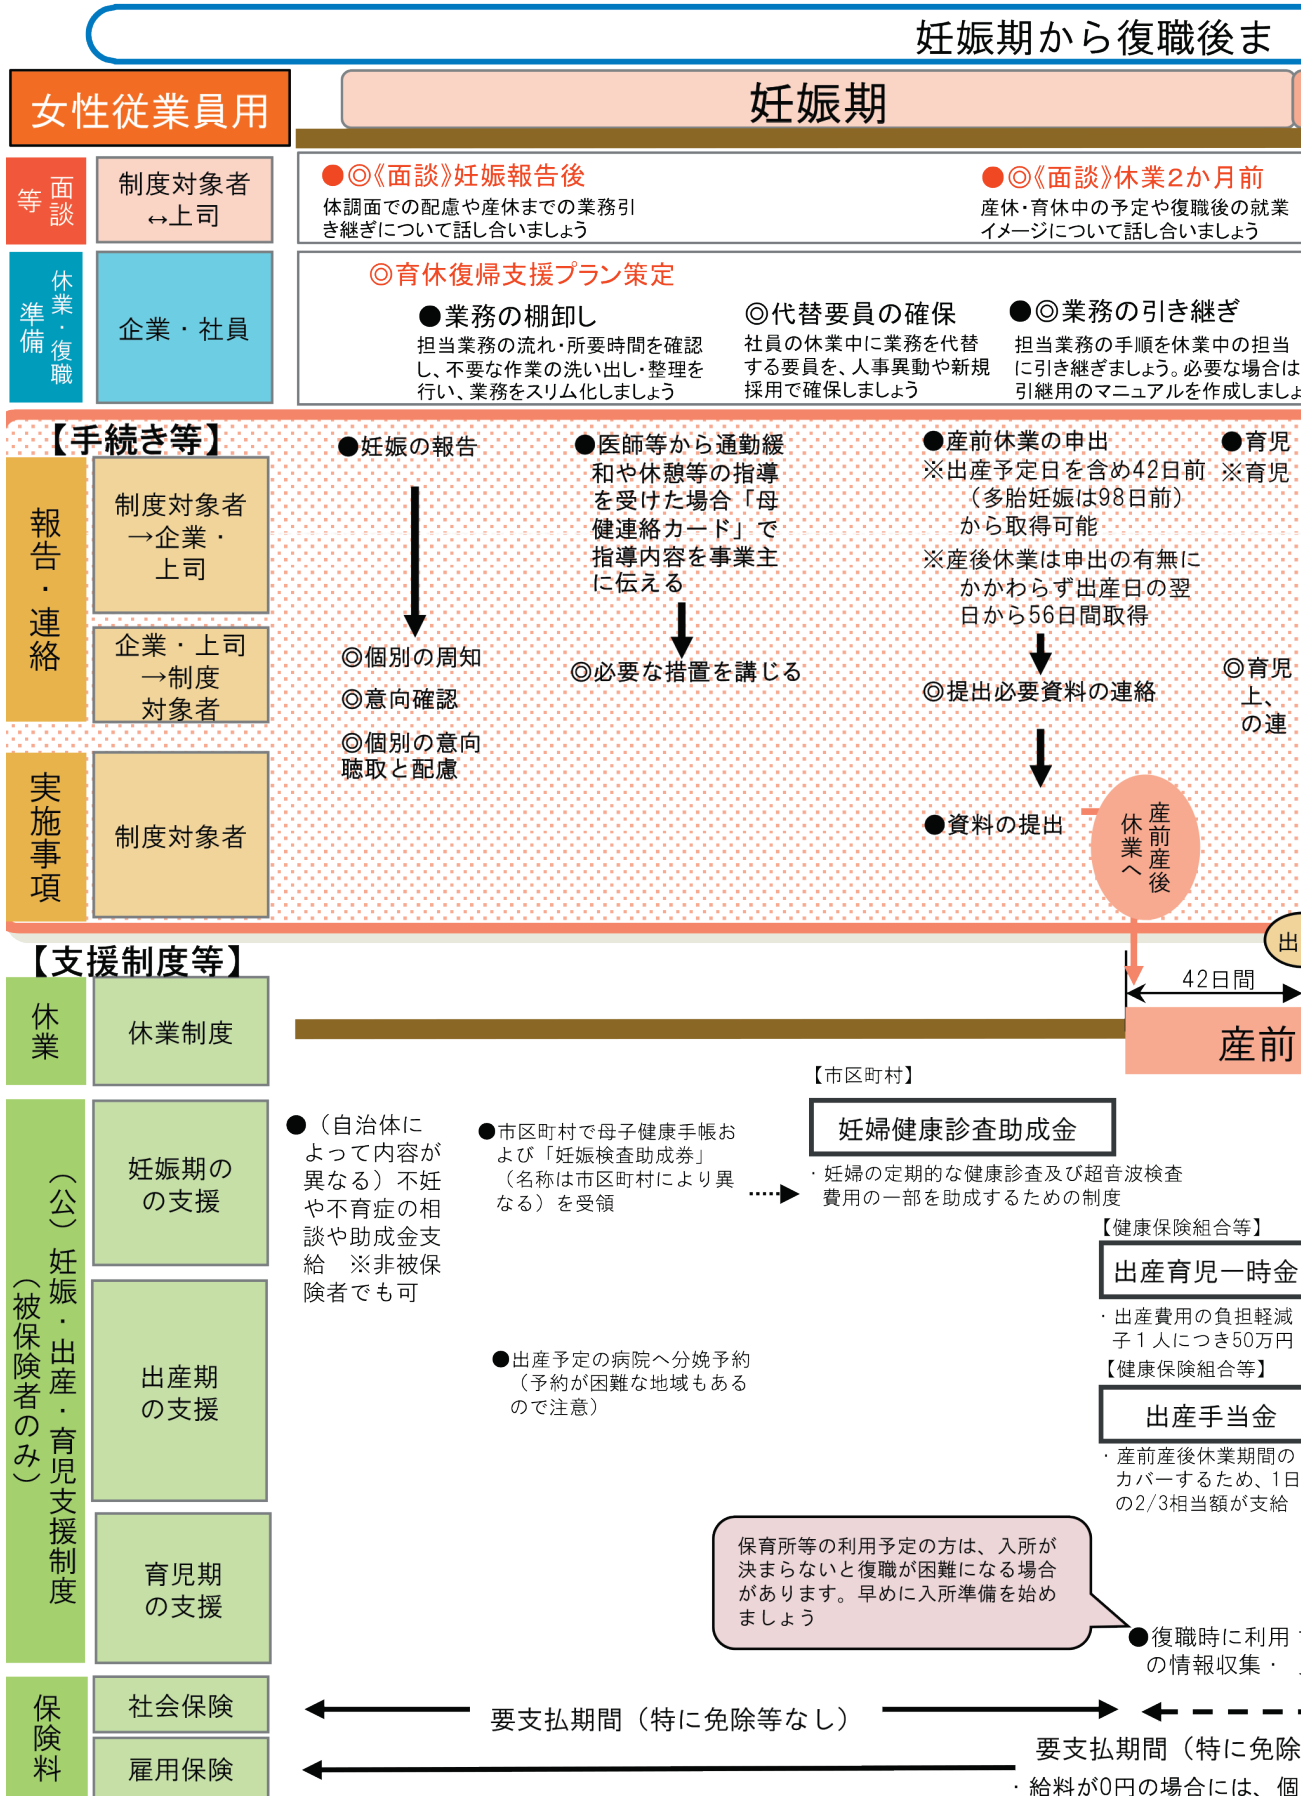 妊娠期から復職後ま
女性従業員用
妊娠期
面談
等
制度対象者
↔上司
●◎《面談》妊娠報告後
体調面での配慮や産休までの業務引
き継ぎについて話し合いましょう
●◎《面談》休業2か月前
産休・育休中の予定や復職後の就業
イメージについて話し合いましょう
休業・復職
準備
企業・社員
◎育休復帰支援プラン策定
●業務の棚卸し
担当業務の流れ・所要時間を確認
し、不要な作業の洗い出し・整理を
行い、業務をスリム化しましょう
◎代替要員の確保
社員の休業中に業務を代替
する要員を、人事異動や新規
採用で確保しましょう
●◎業務の引き継ぎ
担当業務の手順を休業中の担当
に引き継ぎましょう。必要な場合は
引継用のマニュアルを作成しましょ
【手続き等】
報告・連絡
制度対象者
→企業・
上司
企業・上司
→制度
対象者
●妊娠の報告
◎個別の周知
◎意向確認
◎個別の意向
聴取と配慮
●医師等から通勤緩
和や休憩等の指導
を受けた場合「母
健連絡カード」で
指導内容を事業主
に伝える
◎必要な措置を講じる
●産前休業の申出
※出産予定日を含め42日前
（多胎妊娠は98日前）
から取得可能
※産後休業は申出の有無に
かかわらず出産日の翌
日から56日間取得
◎提出必要資料の連絡
●育児
※育児
◎育児
上、
の連
実施事項
制度対象者
●資料の提出
産前産後
休業へ
出
【支援制度等】
休業
休業制度
42日間
産前
（公）妊娠・出産・育児支援制度
（被保険者のみ）
妊娠期の
の支援
●（自治体に
よって内容が
異なる）不妊
や不育症の相
談や助成金支
給　※非被保
険者でも可
●市区町村で母子健康手帳お
よび「妊娠検査助成券」
（名称は市区町村により異
なる）を受領
【市区町村】
妊婦健康診査助成金
・妊婦の定期的な健康診査及び超音波検査
費用の一部を助成するための制度
出産期
の支援
●出産予定の病院へ分娩予約
（予約が困難な地域もある
ので注意）
【健康保険組合等】
出産育児一時金
・出産費用の負担軽減
子1人につき50万円
【健康保険組合等】
出産手当金
・産前産後休業期間の
カバーするため、1日
の2/3相当額が支給
育児期
の支援
保育所等の利用予定の方は、入所が
決まらないと復職が困難になる場合
があります。早めに入所準備を始め
ましょう
●復職時に利用
の情報収集・
保険料
社会保険
要支払期間（特に免除等なし）
雇用保険
要支払期間（特に免除
・給料が0円の場合には、個